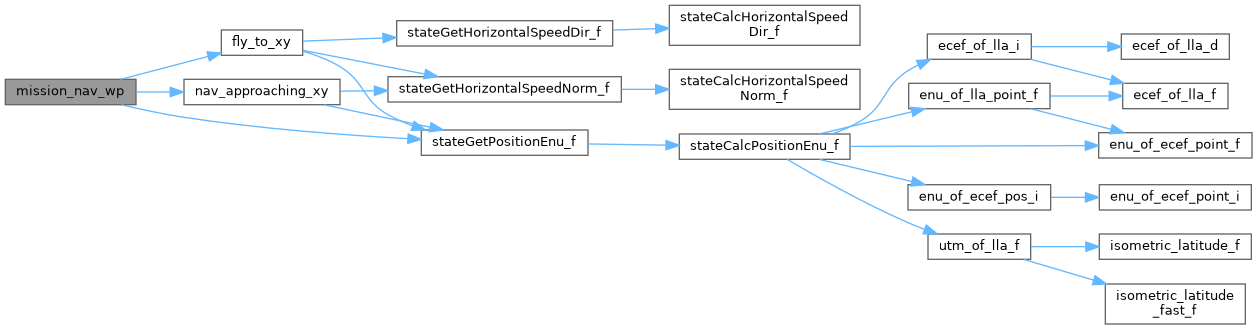 mission_nav_wp
fly_to_xy
nav_approaching_xy
stateGetHorizontalSpeedDir_f
stateGetHorizontalSpeedNorm_f
stateGetPositionEnu_f
stateCalcHorizontalSpeed
Dir_f
stateCalcHorizontalSpeed
Norm_f
stateCalcPositionEnu_f
ecef_of_lla_i
enu_of_lla_point_f
enu_of_ecef_pos_i
utm_of_lla_f
ecef_of_lla_d
ecef_of_lla_f
enu_of_ecef_point_f
enu_of_ecef_point_i
isometric_latitude_f
isometric_latitude
_fast_f